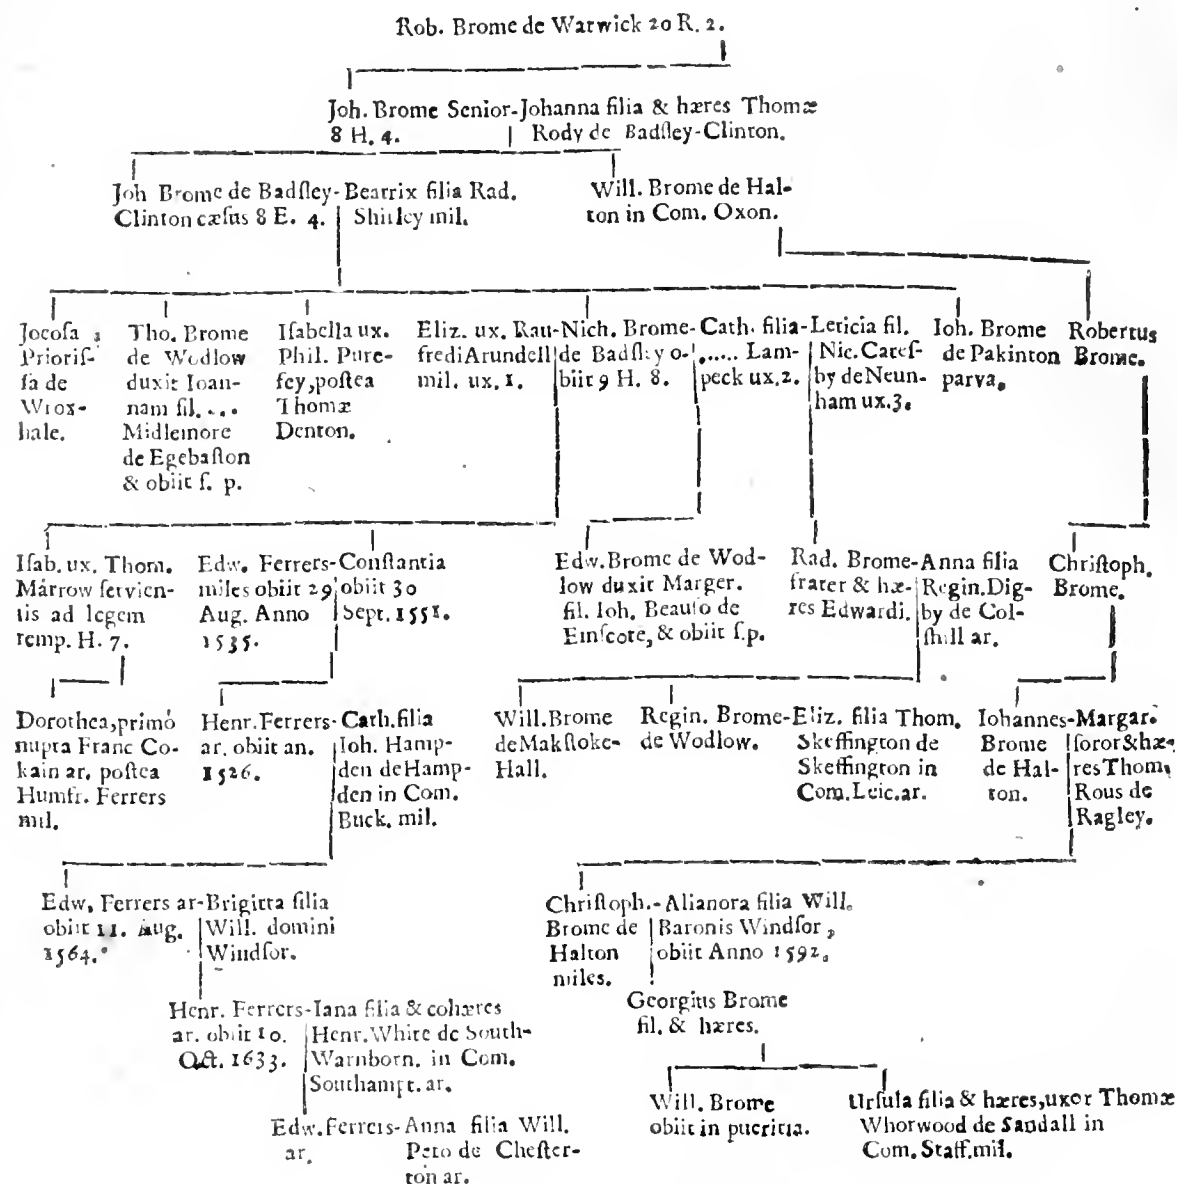 Rob. Brome de Warwick 20 R. 2.
Joh. Brome Senior-Johanna filia & hæres Thomæ
8 H. 4. Rody de Badſley-Clinton.
Joh Brome de Badſley-Beatrix filia Rad.
Clinton cæſus 8 E. 4. Shirley mil.
Will. Brome de Hal-
ton in Com. Oxon.
Jocoſa
Prioriſ-
ſa de
Wrox-
hale.
Tho. Brome
de Wodlow
duxit Ioan-
nam fil. ...
Midlemore
de Egebaſton
& obiit ſ. p.
Iſabella ux.
Phil. Pure-
fey, poſtea
Thomæ
Denton.
Eliz. ux. Rau-
fredi Arundell
mil. ux. 1.
Nich. Brome-
de Badſley o-
biit 9 H. 8.
Cath. filia-
...... Lam-
peck ux. 2.
Leticia fil.
Nic. Cateſ-
by de Neun-
ham ux. 3.
Ioh. Brome
de Pakinton
parva.
Robertus
Brome.
Iſab. ux. Thom.
Marrow ſervien-
tis ad legem
temp. H. 7.
Edw. Ferrers-Conſtantia
miles obiit 29 obiit 30
Aug. Anno Sept. 1551.
1535.
Edw. Brome de Wod-
low duxit Marger.
fil. Ioh. Beaufo de
Emſcote, & obiit ſ.p.
Rad. Brome-Anna filia
frater & hæ- Regin. Dig-
res Edwardi. by de Col-
ſhill ar.
Chriſtoph.
Brome.
Dorothea, primò
nupta Franc Co-
kain ar. poſtea
Humfr. Ferrers
mil.
Henr. Ferrers-Cath. filia
ar. obiit an. Ioh. Hamp-
1526. den de Hamp-
den in Com.
Buck. mil.
Will. Brome
de Makſtoke-
Hall.
Regin. Brome-Eliz. filia Thom.
de Wodlow. Skeffington de
Skeffington in
Com. Leic. ar.
Iohannes-Margar.
Brome ſoror & hæ-
de Hal- res Thom.
ton. Rous de
Ragley.
Edw. Ferrers ar-Brigitta filia
obiit 11. Aug. Will. domini
1564. Windſor.
Chriſtoph.-Alianora filia Will.
Brome de Baronis Windſor,
Halton obiit Anno 1592.
miles.
Henr. Ferrers-Iana filia & cohæres
ar. obiit 10. Henr. White de South-
Oct. 1633. Warnborn. in Com.
Southampt. ar.
Georgius Brome
fil. & hæres.
Edw. Ferrers-Anna filia Will.
ar. Peto de Cheſter-
ton ar.
Will. Brome
obiit in pueritia.
Urſula filia & hæres, uxor Thomæ
Whorwood de Sandall in
Com. Staff. mil.